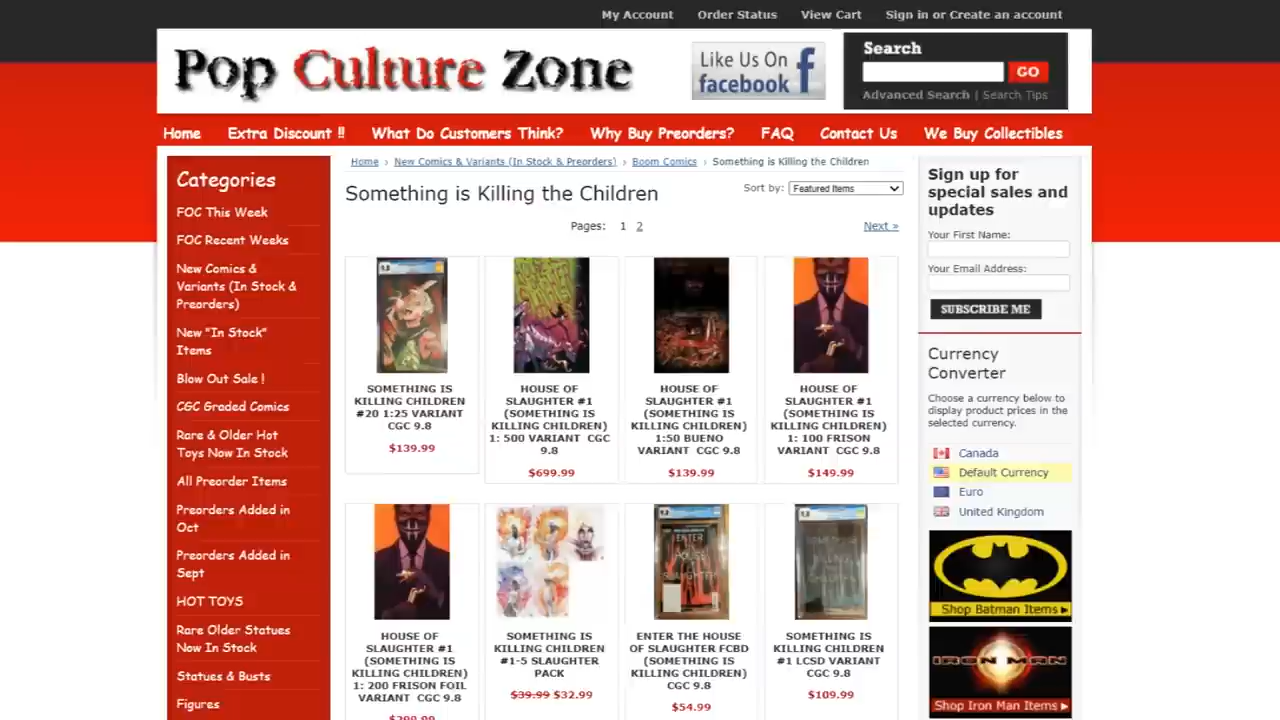 My Account Order Status View Cart Sign in or Create an account
Pop Culture Zone
Like Us On
facebook
Search
GO
Advanced Search | Search Tips
Home Extra Discount !! What Do Customers Think? Why Buy Preorders? FAQ Contact Us We Buy Collectibles
Categories
FOC This Week
FOC Recent Weeks
New Comics &
Variants (In Stock &
Preorders)
New "In Stock"
Items
Blow Out Sale !
CGC Graded Comics
Rare & Older Hot
Toys Now In Stock
All Preorder Items
Preorders Added in
Oct
Preorders Added in
Sept
HOT TOYS
Rare Older Statues
Now In Stock
Statues & Busts
Figures
Home › New Comics & Variants (In Stock & Preorders) › Boom Comics › Something is Killing the Children
Something is Killing the Children
Sort by: Featured Items
Pages: 1 2
Next »
SOMETHING IS
KILLING CHILDREN
#20 1:25 VARIANT
CGC 9.8
$139.99
HOUSE OF
SLAUGHTER #1
(SOMETHING IS
KILLING CHILDREN)
1: 500 VARIANT CGC
9.8
$699.99
HOUSE OF
SLAUGHTER #1
(SOMETHING IS
KILLING CHILDREN)
1:50 BUENO
VARIANT CGC 9.8
$139.99
HOUSE OF
SLAUGHTER #1
(SOMETHING IS
KILLING CHILDREN)
1: 100 FRISON
VARIANT CGC 9.8
$149.99
HOUSE OF
SLAUGHTER #1
(SOMETHING IS
KILLING CHILDREN)
1: 200 FRISON FOIL
VARIANT CGC 9.8
SOMETHING IS
KILLING CHILDREN
#1-5 SLAUGHTER
PACK
$39.99 $32.99
ENTER
HOUSE
SLAUGHTER
ENTER THE HOUSE
OF SLAUGHTER FCBD
(SOMETHING IS
KILLING CHILDREN)
CGC 9.8
$54.99
SOMETHING IS
KILLING CHILDREN
#1 LCSD VARIANT
CGC 9.8
$109.99
Sign up for
special sales and
updates
Your First Name:
Your Email Address:
SUBSCRIBE ME
Currency
Converter
Choose a currency below to
display product prices in the
selected currency.
Canada
Default Currency
Euro
United Kingdom
Shop Batman Items
IRON MAN
Shop Iron Man Items